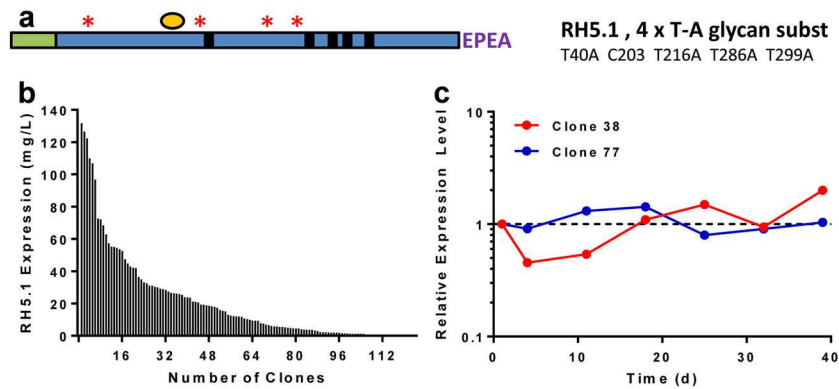 a
* * * *
EPEA
RH5.1 , 4 x T-A glycan subst
T40A C203 T216A T286A T299A
b
140
120
100
80
60
40
20
0
RH5.1 Expression (mg/L)
16 32 48 64 80 96 112
Number of Clones
c
10
1
0.1
Relative Expression Level
Clone 38
Clone 77
0 10 20 30 40
Time (d)